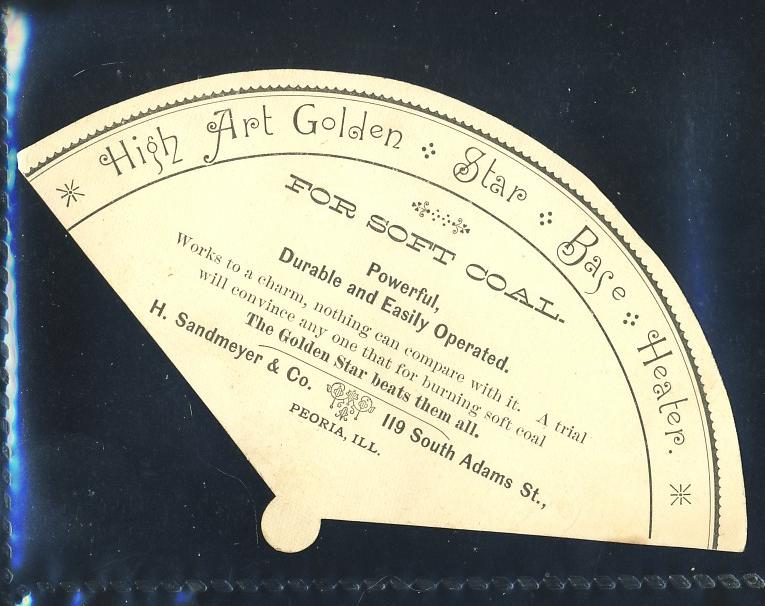 High Art Golden Star Base Heater.
FOR SOFT COAL.
Powerful,
Durable and Easily Operated.
Works to a charm, nothing can compare with it. A trial
will convince any one that for burning soft coal
The Golden Star beats them all.
H. Sandmeyer & Co. 119 South Adams St.,
PEORIA, ILL.